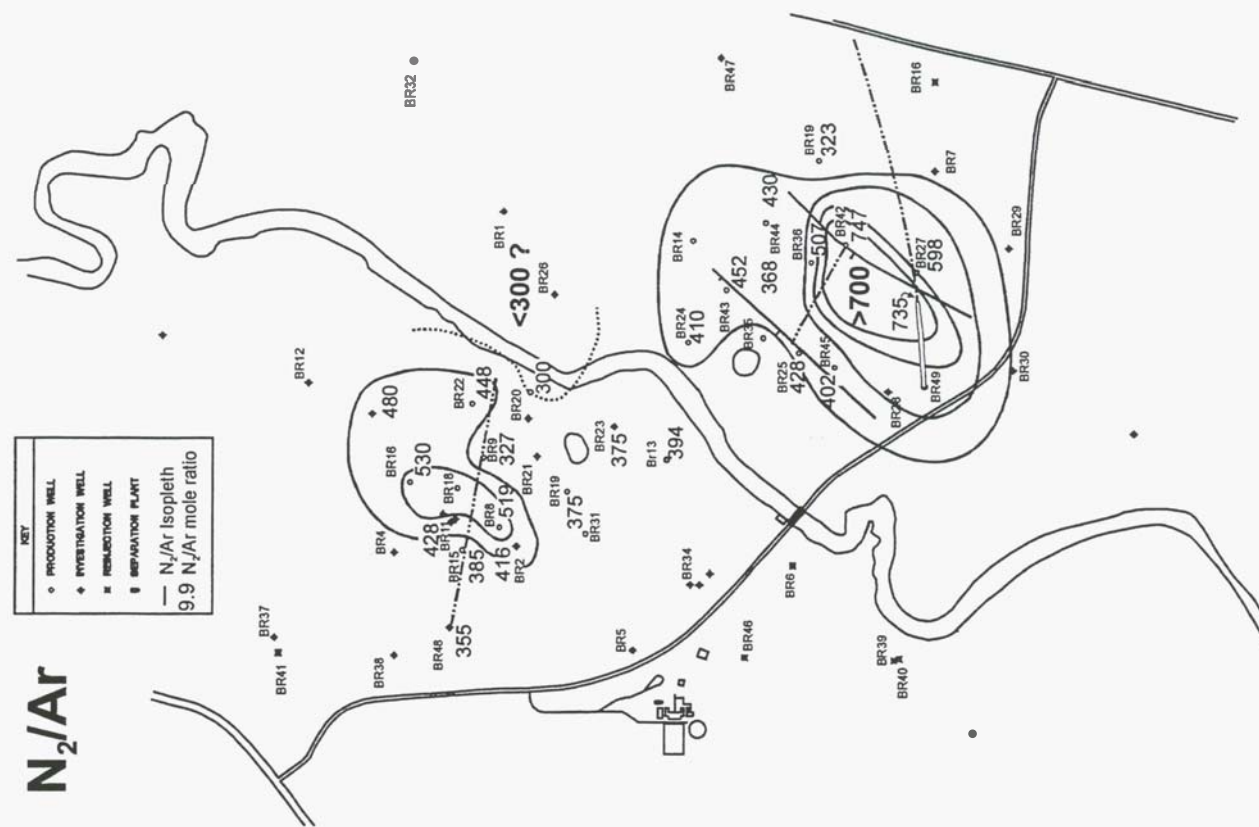 N₂/Ar
KEY
PRODUCTION WELL
INVESTIGATION WELL
REINJECTION WELL
SEPARATION PLANT
N₂/Ar Isopleth
9.9 N₂/Ar mole ratio
BR37
BR41
BR38
BR4
BR12
BR32
BR48
355
BR15
385
428
BR11
BR16
530
BR18
480
BR22
448
BR9
327
BR8
519
416
BR2
BR21
BR20
300
<300 ?
BR1
BR26
BR19
375
BR31
BR23
375
Br13
394
BR5
BR34
BR6
BR46
BR39
BR40
BR24
410
BR14
BR43
452
368
BR44
430
BR35
BR36
507
BR42
747
BR19
323
BR47
BR16
BR7
BR25
428
BR45
402
>700
735
BR27
598
BR28
BR49
BR29
BR30